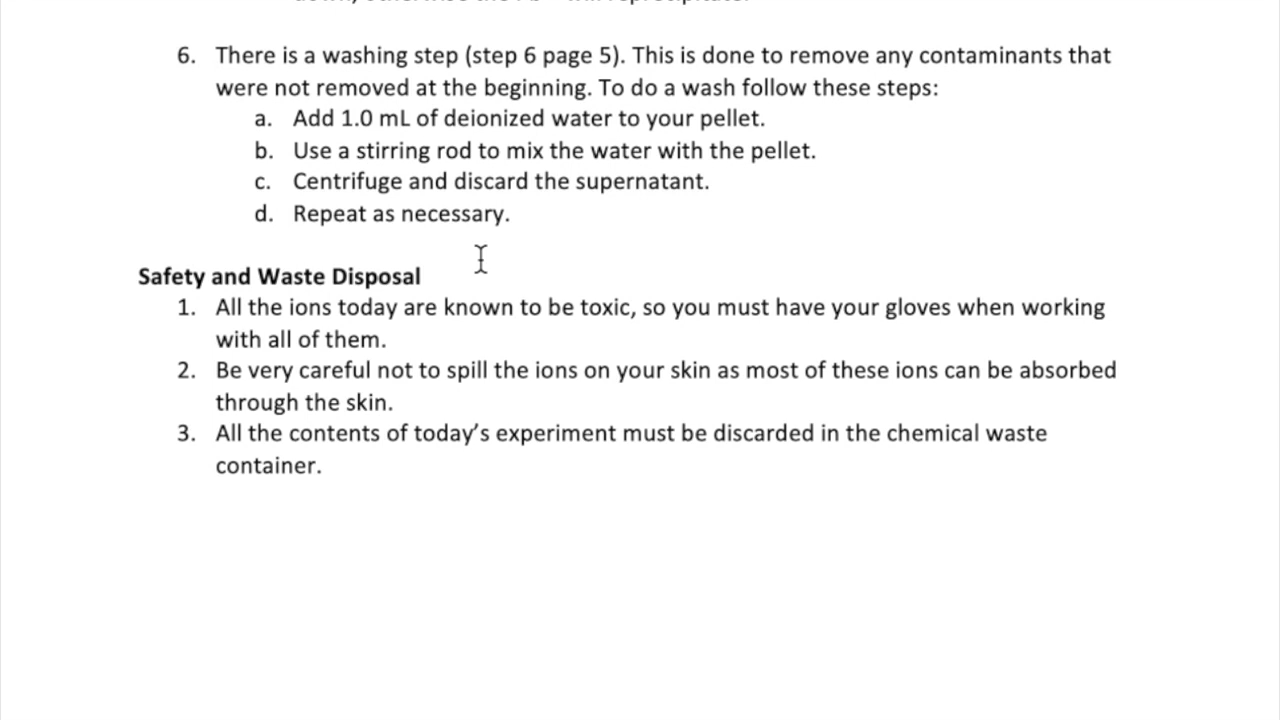 6. There is a washing step (step 6 page 5). This is done to remove any contaminants that
were not removed at the beginning. To do a wash follow these steps:
a. Add 1.0 mL of deionized water to your pellet.
b. Use a stirring rod to mix the water with the pellet.
c. Centrifuge and discard the supernatant.
d. Repeat as necessary.
Safety and Waste Disposal
1. All the ions today are known to be toxic, so you must have your gloves when working
with all of them.
2. Be very careful not to spill the ions on your skin as most of these ions can be absorbed
through the skin.
3. All the contents of today's experiment must be discarded in the chemical waste
container.